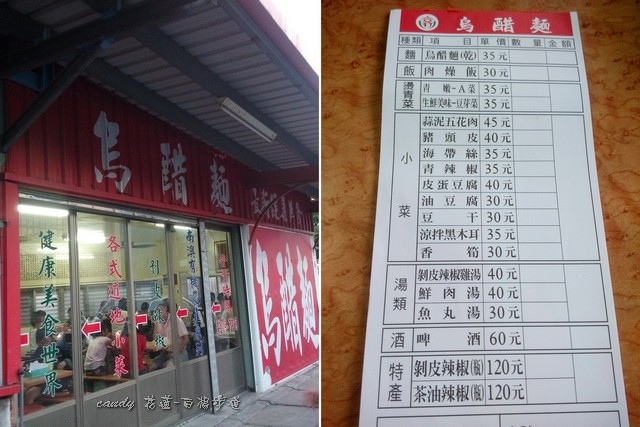 烏醋麵
健康美食世界
各式道地小菜
烏醋麵
candy 花蓮-百滋步道
烏醋麵
種類 項目 單價 數量 金額
麵 烏醋麵(乾) 35元
飯 肉燥飯 30元
燙青菜 青嫩~A菜 35元
生鮮美味~豆芽菜 35元
小菜 蒜泥五花肉 45元
豬頭皮 40元
海帶絲 35元
青辣椒 35元
皮蛋豆腐 40元
油豆腐 30元
豆干 30元
涼拌黑木耳 35元
香筍 30元
湯類 剝皮辣椒雞湯 40元
鮮肉湯 40元
魚丸湯 30元
酒 啤酒 60元
特產 剝皮辣椒(瓶) 120元
茶油辣椒(瓶) 120元